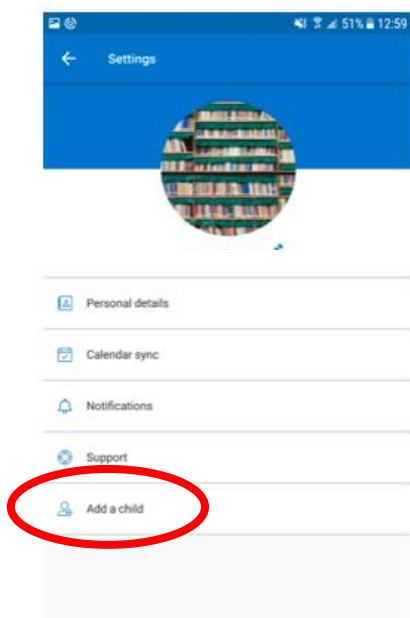 51% 12:59
Settings
Personal details
Calendar sync
Notifications
Support
Add a child